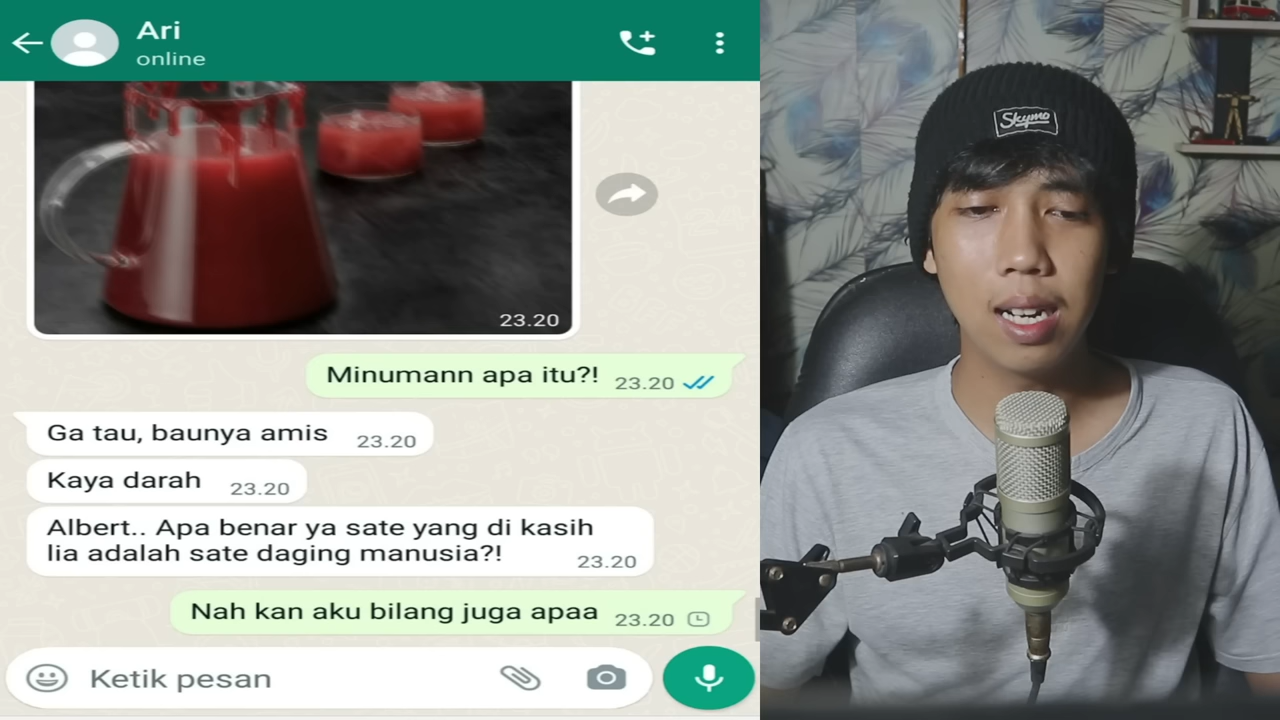 Ari
online
23.20
Minumann apa itu?! 23.20
Ga tau, baunya amis 23.20
Kaya darah 23.20
Albert.. Apa benar ya sate yang di kasih
lia adalah sate daging manusia?! 23.20
Nah kan aku bilang juga apaa 23.20
Ketik pesan
Skymo